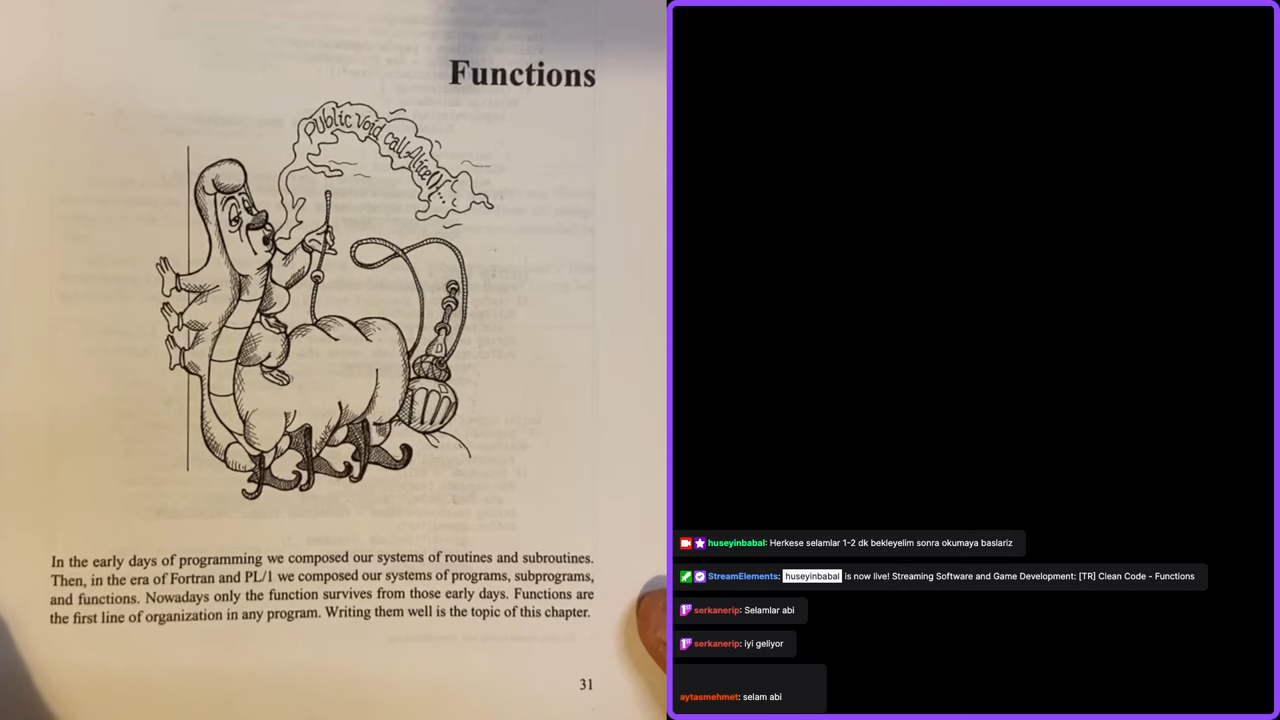 Functions
public void callAliceO{...
In the early days of programming we composed our systems of routines and subroutines.
Then, in the era of Fortran and PL/1 we composed our systems of programs, subprograms,
and functions. Nowadays only the function survives from those early days. Functions are
the first line of organization in any program. Writing them well is the topic of this chapter.
31
huseyinbabal: Herkese selamlar 1-2 dk bekleyelim sonra okumaya baslariz
StreamElements: huseyinbabal is now live! Streaming Software and Game Development: [TR] Clean Code - Functions
serkanerip: Selamlar abi
serkanerip: iyi geliyor
aytasmehmet: selam abi